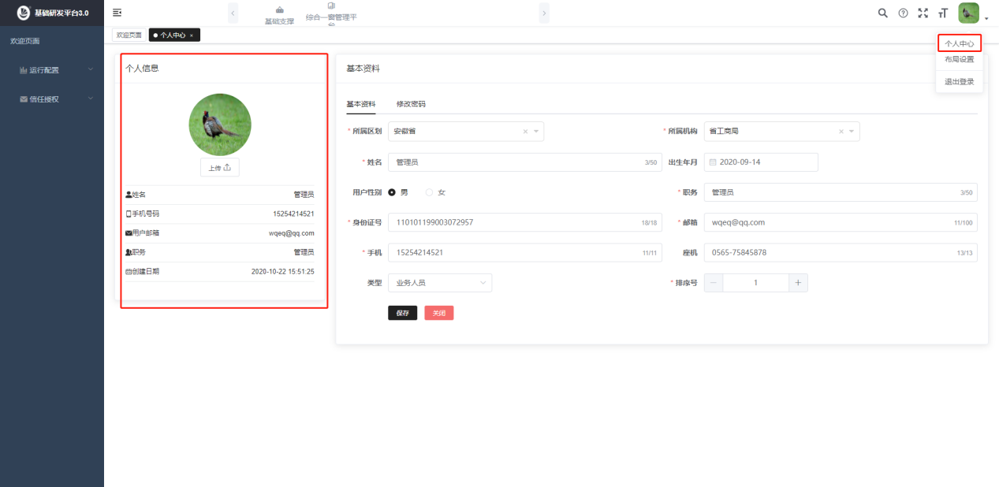 基础研发平台3.0
基础支撑
综合一窗管理平台
欢迎页面
个人中心 ×
个人中心
布局设置
退出登录
欢迎页面
运行配置
信任授权
个人信息
上传
姓名 管理员
手机号码 15254214521
用户邮箱 wqeq@qq.com
职务 管理员
创建日期 2020-10-22 15:51:25
基本资料
基本资料 修改密码
* 所属区划 安徽省 * 所属机构 省工商局
* 姓名 管理员 3/50 出生年月 2020-09-14
用户性别 男 女 * 职务 管理员 3/50
* 身份证号 110101199003072957 18/18 * 邮箱 wqeq@qq.com 11/100
* 手机 15254214521 11/11 座机 0565-75845878 13/13
类型 业务人员 * 排序号 − 1 +
保存 关闭